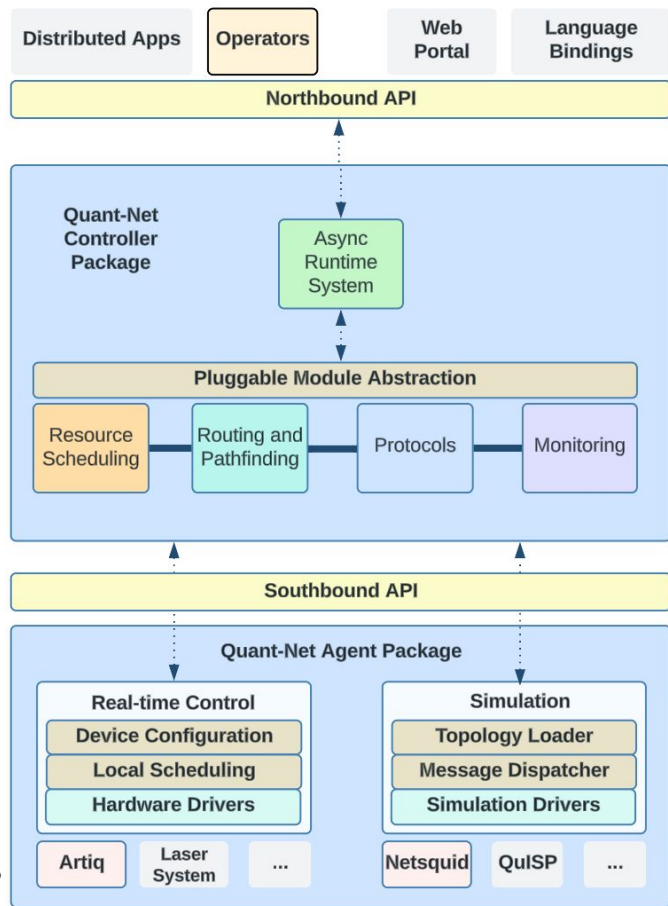 Distributed Apps
Operators
Web
Portal
Language
Bindings
Northbound API
Quant-Net
Controller
Package
Async
Runtime
System
Pluggable Module Abstraction
Resource
Scheduling
Routing and
Pathfinding
Protocols
Monitoring
Southbound API
Quant-Net Agent Package
Real-time Control
Device Configuration
Local Scheduling
Hardware Drivers
Simulation
Topology Loader
Message Dispatcher
Simulation Drivers
Artiq
Laser
System
...
Netsquid
QuISP
...